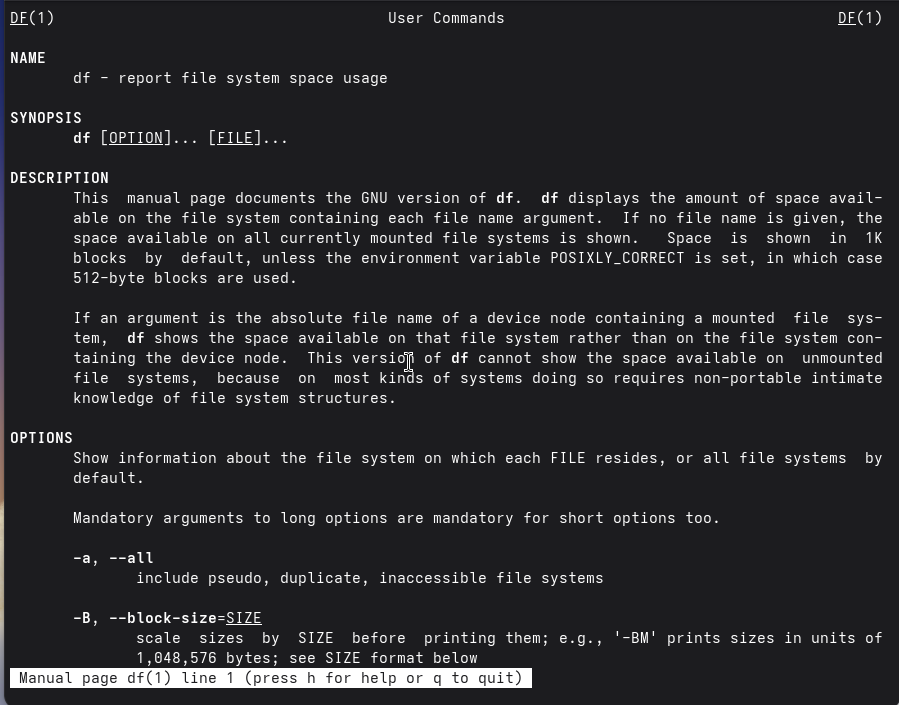 DF(1) User Commands DF(1)
NAME
df - report file system space usage
SYNOPSIS
df [OPTION]... [FILE]...
DESCRIPTION
This manual page documents the GNU version of df. df displays the amount of space avail-
able on the file system containing each file name argument. If no file name is given, the
space available on all currently mounted file systems is shown. Space is shown in 1K
blocks by default, unless the environment variable POSIXLY_CORRECT is set, in which case
512-byte blocks are used.
If an argument is the absolute file name of a device node containing a mounted file sys-
tem, df shows the space available on that file system rather than on the file system con-
taining the device node. This version of df cannot show the space available on unmounted
file systems, because on most kinds of systems doing so requires non-portable intimate
knowledge of file system structures.
OPTIONS
Show information about the file system on which each FILE resides, or all file systems by
default.
Mandatory arguments to long options are mandatory for short options too.
-a, --all
include pseudo, duplicate, inaccessible file systems
-B, --block-size=SIZE
scale sizes by SIZE before printing them; e.g., '-BM' prints sizes in units of
1,048,576 bytes; see SIZE format below
Manual page df(1) line 1 (press h for help or q to quit)